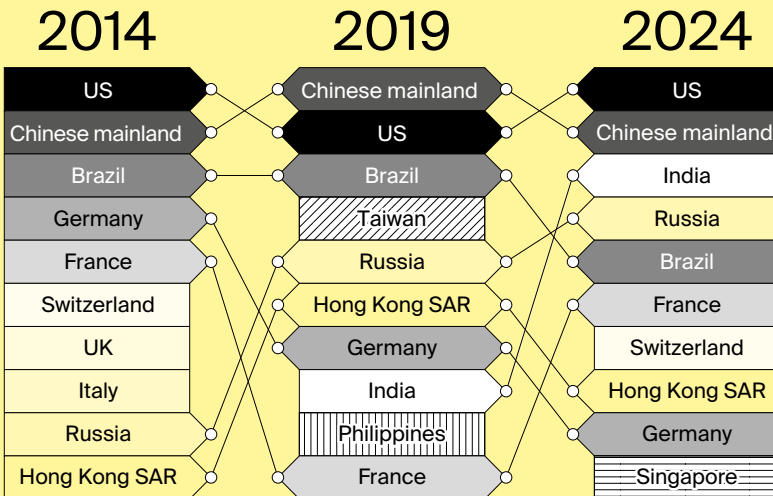 2014
US
Chinese mainland
Brazil
Germany
France
Switzerland
UK
Italy
Russia
Hong Kong SAR
2019
Chinese mainland
US
Brazil
Taiwan
Russia
Hong Kong SAR
Germany
India
Philippines
France
2024
US
Chinese mainland
India
Russia
Brazil
France
Switzerland
Hong Kong SAR
Germany
Singapore